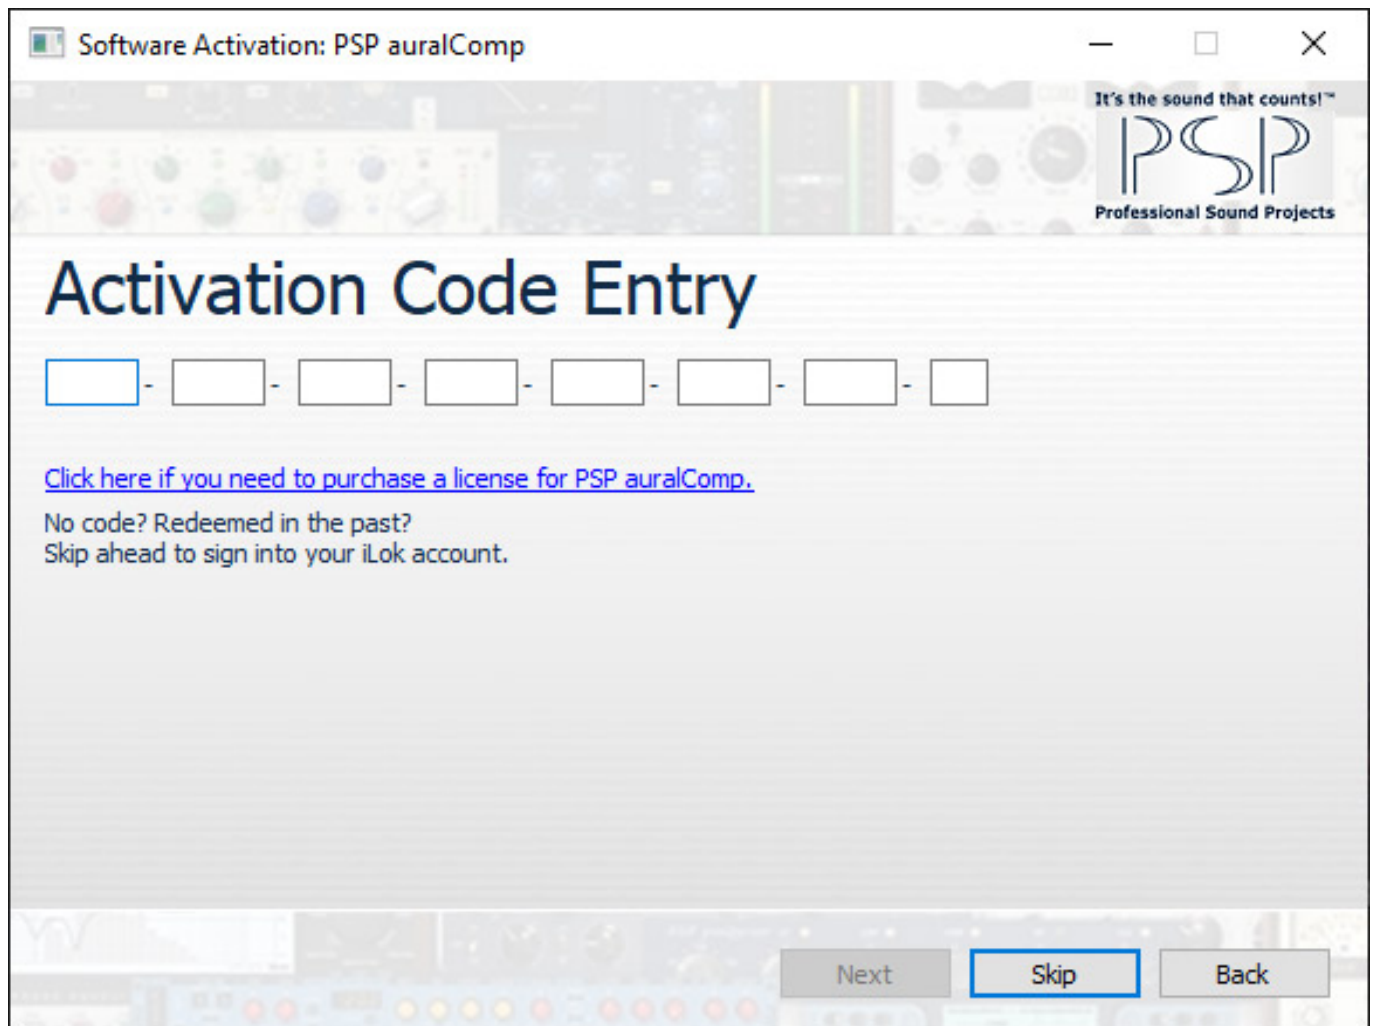 Software Activation: PSP auralComp
It's the sound that counts!™
PSP
Professional Sound Projects
Activation Code Entry
- - - - - - -
Click here if you need to purchase a license for PSP auralComp.
No code? Redeemed in the past?
Skip ahead to sign into your iLok account.
Next Skip Back